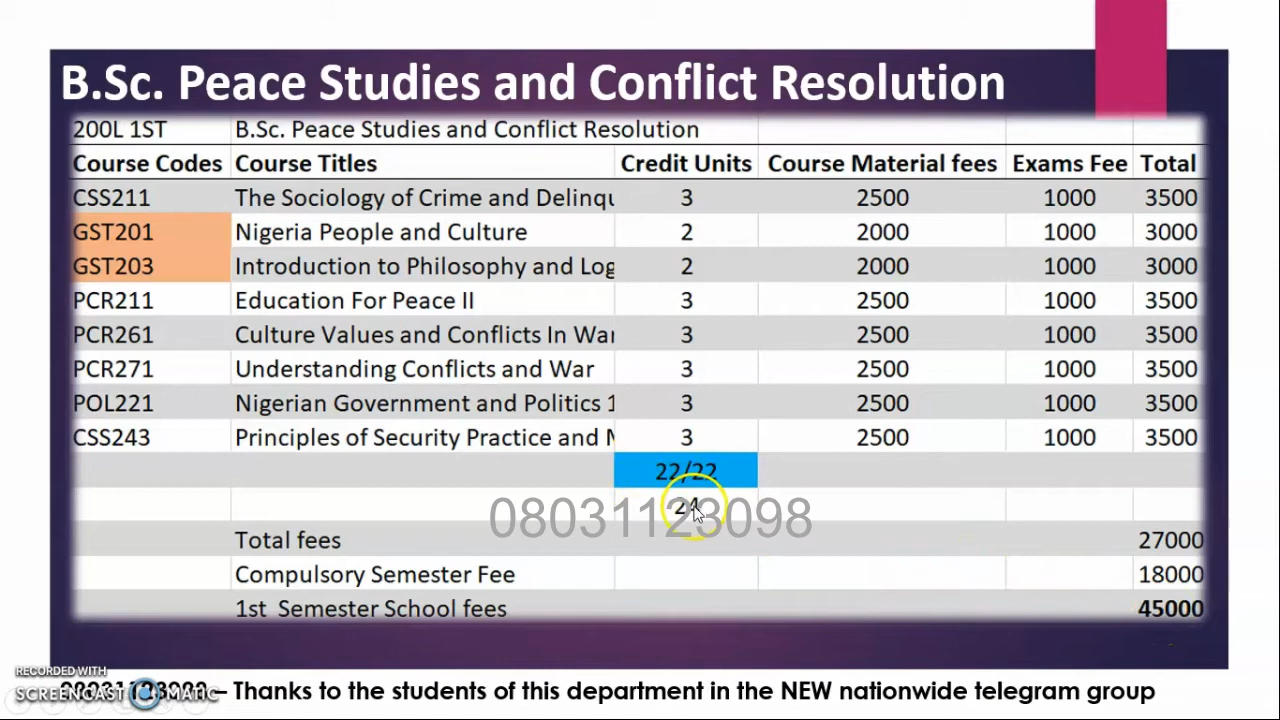 B.Sc. Peace Studies and Conflict Resolution
200L 1ST B.Sc. Peace Studies and Conflict Resolution
Course Codes Course Titles Credit Units Course Material fees Exams Fee Total
CSS211 The Sociology of Crime and Delinqu 3 2500 1000 3500
GST201 Nigeria People and Culture 2 2000 1000 3000
GST203 Introduction to Philosophy and Log 2 2000 1000 3000
PCR211 Education For Peace II 3 2500 1000 3500
PCR261 Culture Values and Conflicts In War 3 2500 1000 3500
PCR271 Understanding Conflicts and War 3 2500 1000 3500
POL221 Nigerian Government and Politics 1 3 2500 1000 3500
CSS243 Principles of Security Practice and M 3 2500 1000 3500
22/22
24
08031123098
Total fees 27000
Compulsory Semester Fee 18000
1st Semester School fees 45000
RECORDED WITH
SCREENCAST MATIC
08031123098 – Thanks to the students of this department in the NEW nationwide telegram group